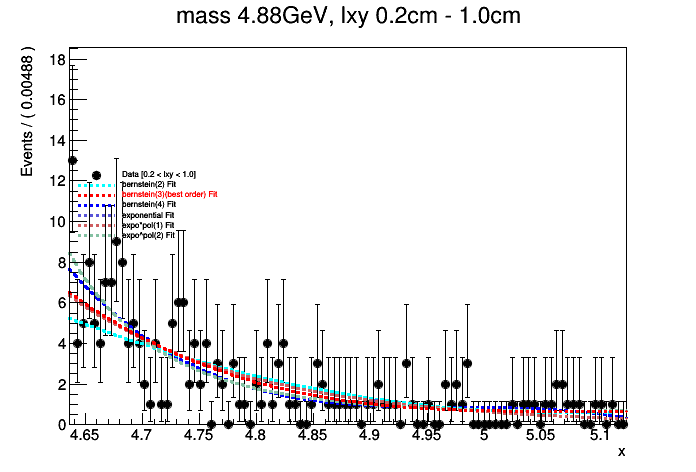 mass 4.88GeV, lxy 0.2cm - 1.0cm
Events / ( 0.00488 )
18
16
14
12
10
8
6
4
2
0
Data [0.2 < lxy < 1.0]
bernstein(2) Fit
bernstein(3)(best order) Fit
bernstein(4) Fit
exponential Fit
expo*pol(1) Fit
expo*pol(2) Fit
4.65 4.7 4.75 4.8 4.85 4.9 4.95 5 5.05 5.1
x